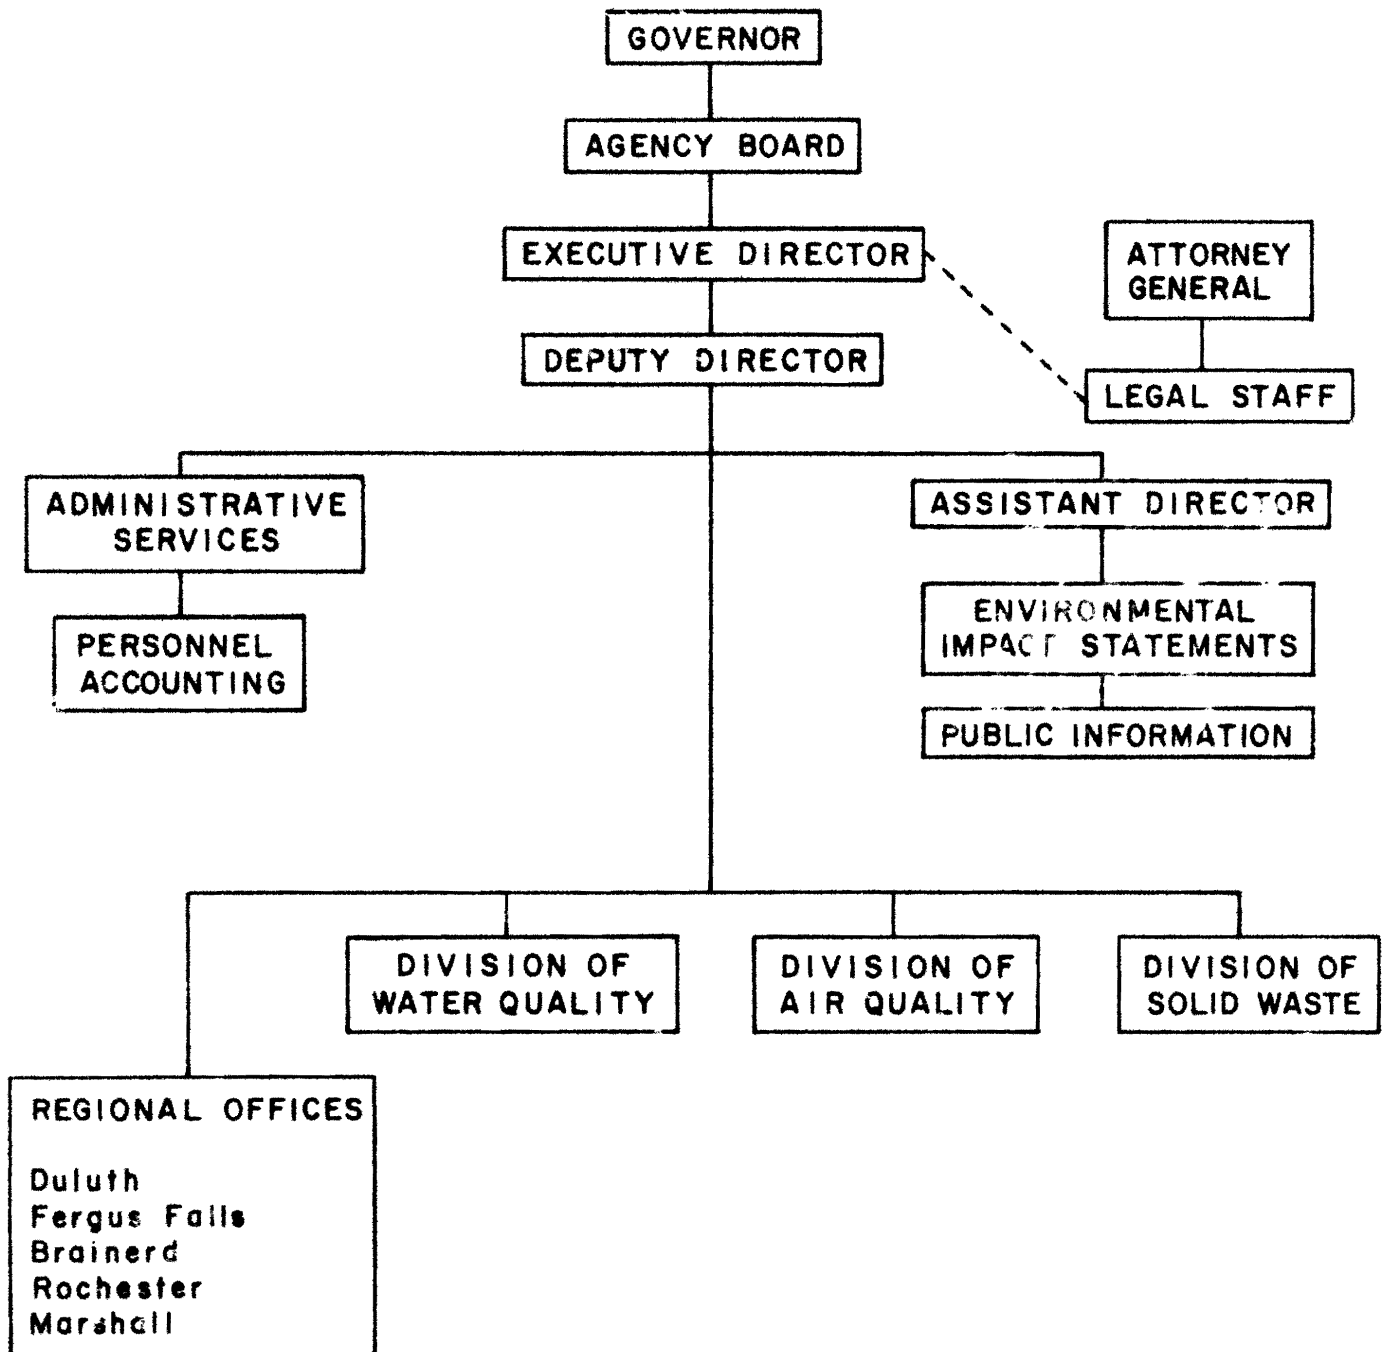 GOVERNOR
AGENCY BOARD
EXECUTIVE DIRECTOR
ATTORNEY
GENERAL
DEPUTY DIRECTOR
LEGAL STAFF
ADMINISTRATIVE
SERVICES
ASSISTANT DIRECTOR
PERSONNEL
ACCOUNTING
ENVIRONMENTAL
IMPACT STATEMENTS
PUBLIC INFORMATION
DIVISION OF
WATER QUALITY
DIVISION OF
AIR QUALITY
DIVISION OF
SOLID WASTE
REGIONAL OFFICES
Duluth
Fergus Falls
Brainerd
Rochester
Marshall